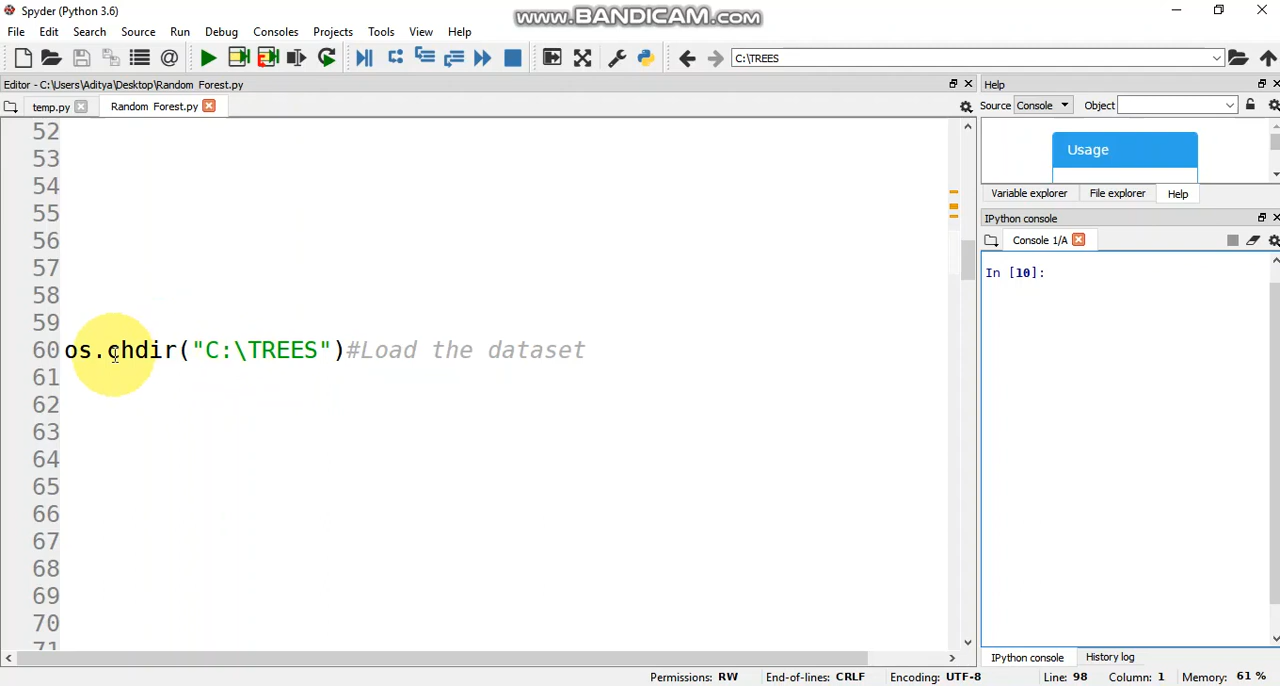 Spyder (Python 3.6)
www.BANDICAM.com
File Edit Search Source Run Debug Consoles Projects Tools View Help
C:\TREES
Editor - C:\Users\Aditya\Desktop\Random Forest.py
Help
temp.py
Random Forest.py
Source Console Object
Usage
Variable explorer File explorer Help
IPython console
Console 1/A
In [10]:
52
53
54
55
56
57
58
59
60 os.chdir("C:\TREES")#Load the dataset
61
62
63
64
65
66
67
68
69
70
71
IPython console History log
Permissions: RW End-of-lines: CRLF Encoding: UTF-8 Line: 98 Column: 1 Memory: 61 %